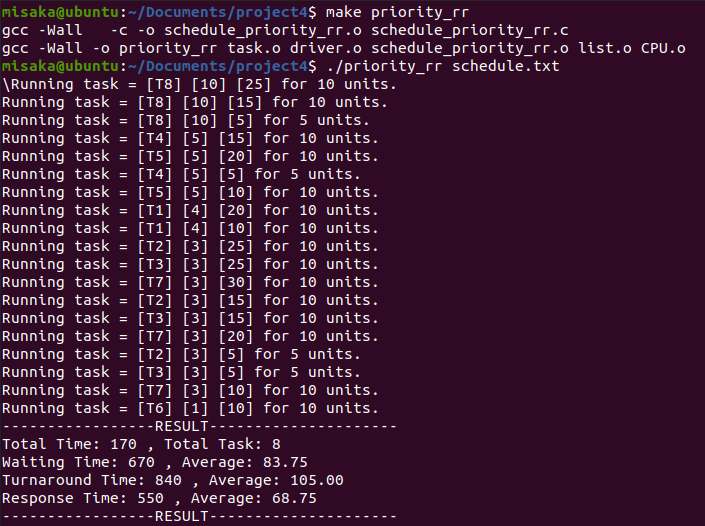 misaka@ubuntu:~/Documents/project4$ make priority_rr
gcc -Wall   -c -o schedule_priority_rr.o schedule_priority_rr.c
gcc -Wall -o priority_rr task.o driver.o schedule_priority_rr.o list.o CPU.o
misaka@ubuntu:~/Documents/project4$ ./priority_rr schedule.txt
\Running task = [T8] [10] [25] for 10 units.
Running task = [T8] [10] [15] for 10 units.
Running task = [T8] [10] [5] for 5 units.
Running task = [T4] [5] [15] for 10 units.
Running task = [T5] [5] [20] for 10 units.
Running task = [T4] [5] [5] for 5 units.
Running task = [T5] [5] [10] for 10 units.
Running task = [T1] [4] [20] for 10 units.
Running task = [T1] [4] [10] for 10 units.
Running task = [T2] [3] [25] for 10 units.
Running task = [T3] [3] [25] for 10 units.
Running task = [T7] [3] [30] for 10 units.
Running task = [T2] [3] [15] for 10 units.
Running task = [T3] [3] [15] for 10 units.
Running task = [T7] [3] [20] for 10 units.
Running task = [T2] [3] [5] for 5 units.
Running task = [T3] [3] [5] for 5 units.
Running task = [T7] [3] [10] for 10 units.
Running task = [T6] [1] [10] for 10 units.
-----------------RESULT---------------------
Total Time: 170 , Total Task: 8
Waiting Time: 670 , Average: 83.75
Turnaround Time: 840 , Average: 105.00
Response Time: 550 , Average: 68.75
-----------------RESULT---------------------